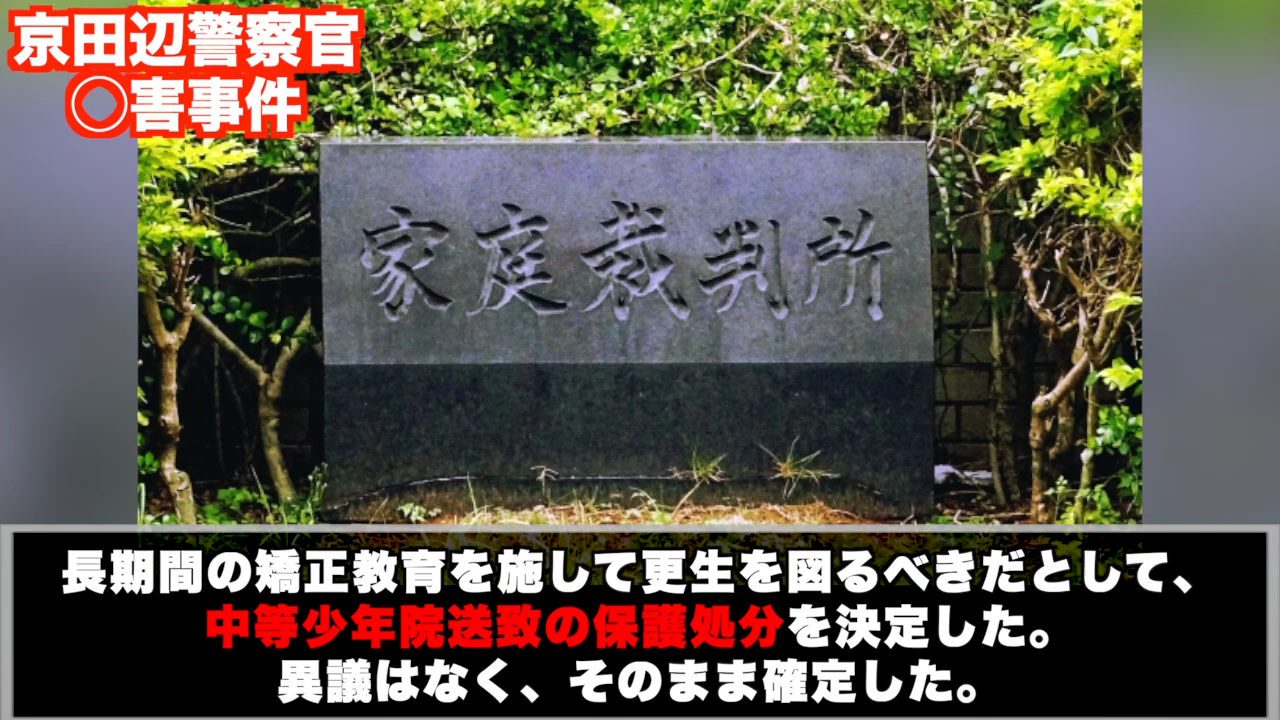 京田辺警察官
◯害事件
家庭裁判所
長期間の矯正教育を施して更生を図るべきだとして、
中等少年院送致の保護処分を決定した。
異議はなく、そのまま確定した。